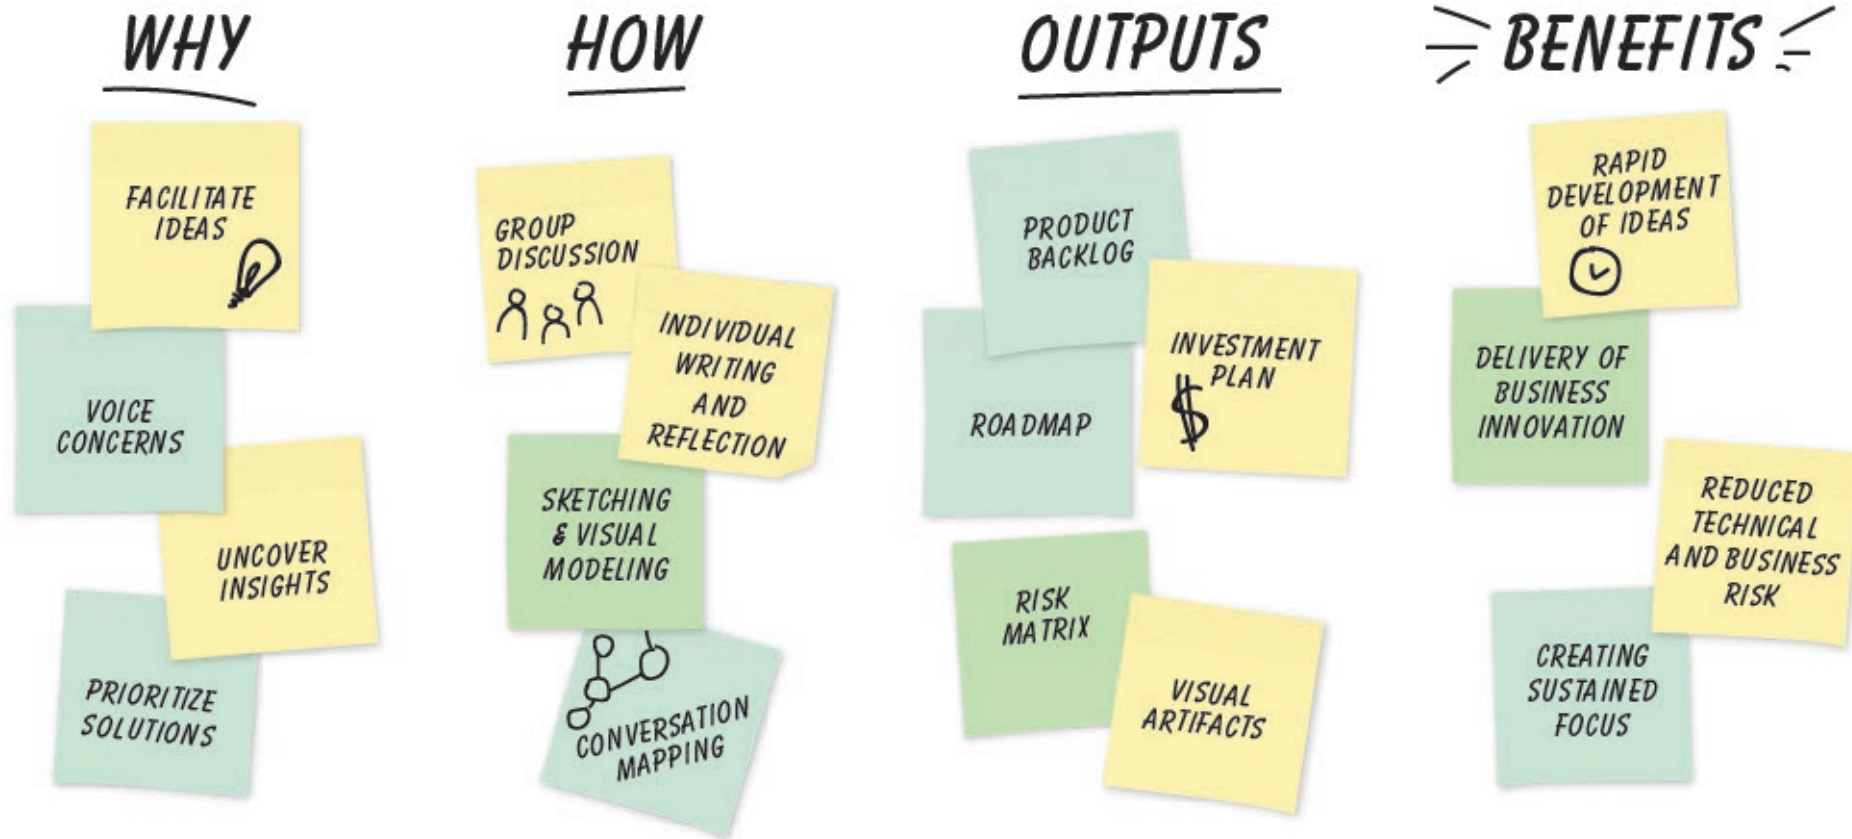 WHY
FACILITATE
IDEAS
VOICE
CONCERNS
UNCOVER
INSIGHTS
PRIORITIZE
SOLUTIONS
HOW
GROUP
DISCUSSION
INDIVIDUAL
WRITING
AND
REFLECTION
SKETCHING
& VISUAL
MODELING
CONVERSATION
MAPPING
OUTPUTS
PRODUCT
BACKLOG
INVESTMENT
PLAN
$
ROADMAP
RISK
MATRIX
VISUAL
ARTIFACTS
BENEFITS
RAPID
DEVELOPMENT
OF IDEAS
DELIVERY OF
BUSINESS
INNOVATION
REDUCED
TECHNICAL
AND BUSINESS
RISK
CREATING
SUSTAINED
FOCUS